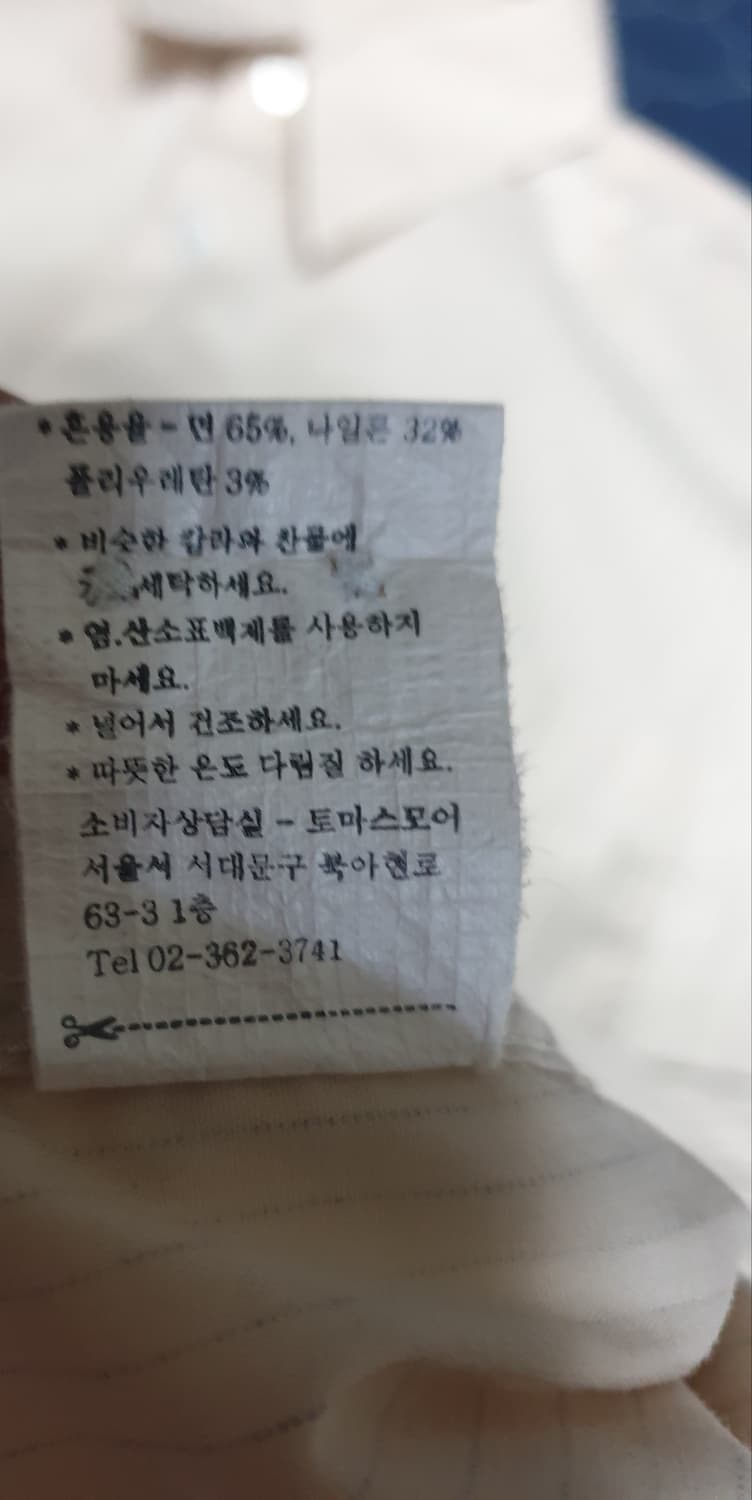 *혼용율 - 면 65%, 나일론 32%
폴리우레탄 3%
* 비슷한 칼라와 찬물에
세탁하세요.
* 염.산소표백제를 사용하지
마세요.
* 널어서 건조하세요.
* 따뜻한 온도 다림질 하세요.
소비자상담실 - 토마스모어
서울시 서대문구 북아현로
63-3 1층
Tel 02-362-3741